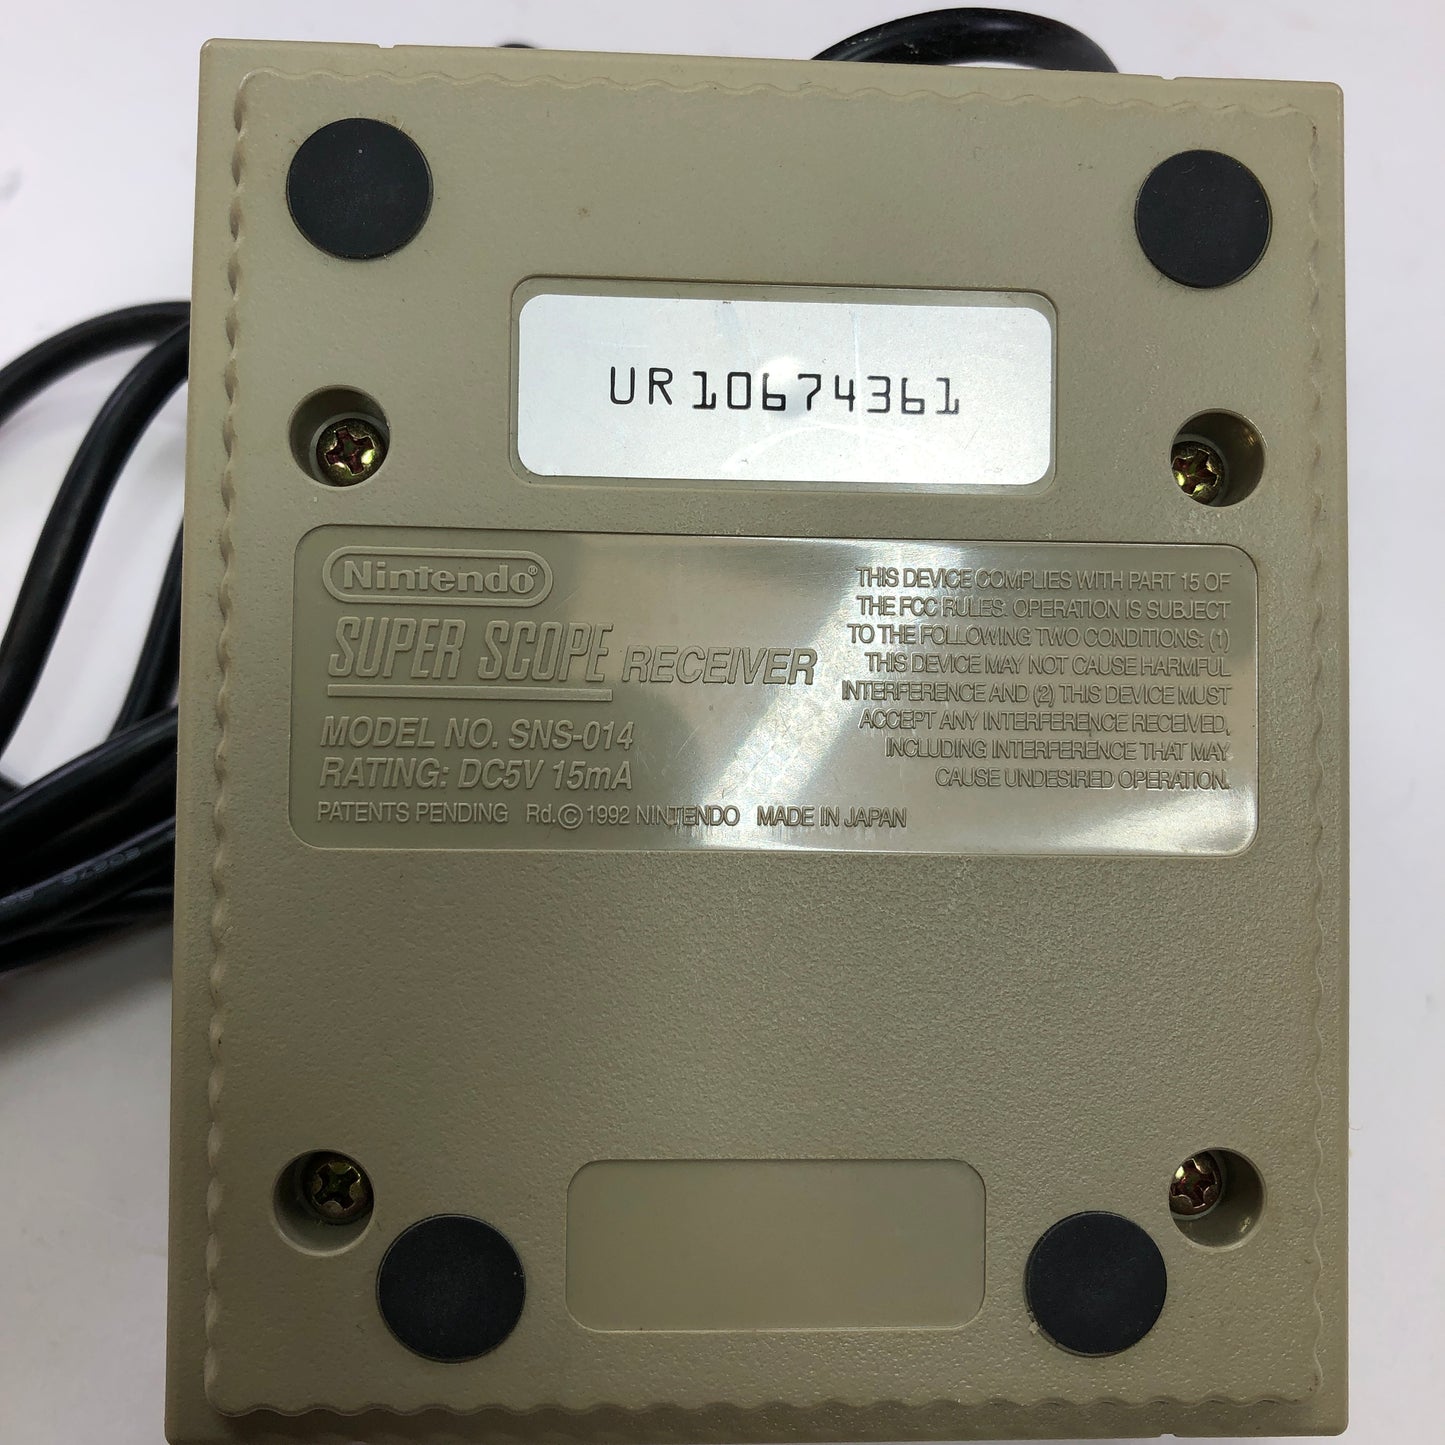 UR10674361
Nintendo®
SUPER SCOPE RECEIVER
MODEL NO. SNS-014
RATING: DC5V 15mA
PATENTS PENDING Rd.© 1992 NINTENDO MADE IN JAPAN
THIS DEVICE COMPLIES WITH PART 15 OF
THE FCC RULES. OPERATION IS SUBJECT
TO THE FOLLOWING TWO CONDITIONS: (1)
THIS DEVICE MAY NOT CAUSE HARMFUL
INTERFERENCE AND (2) THIS DEVICE MUST
ACCEPT ANY INTERFERENCE RECEIVED,
INCLUDING INTERFERENCE THAT MAY
CAUSE UNDESIRED OPERATION.